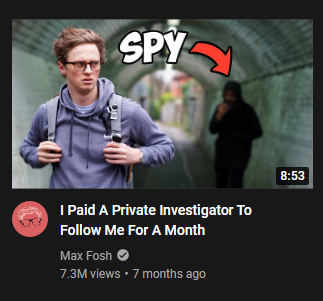 SPY
8:53
I Paid A Private Investigator To
Follow Me For A Month
Max Fosh
7.3M views • 7 months ago